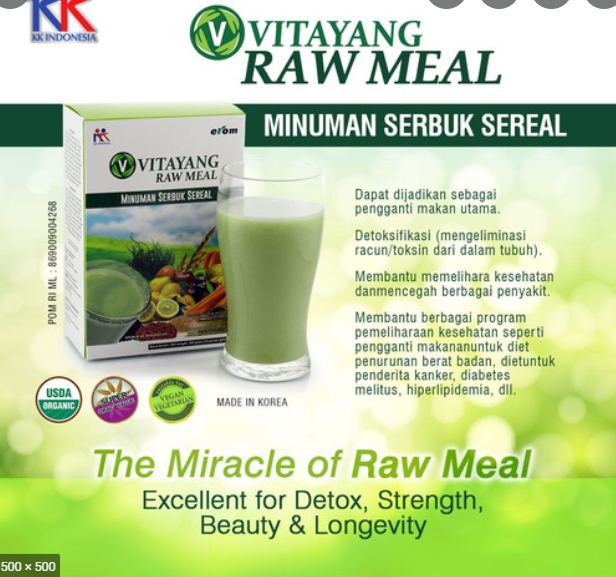 KK INDONESIA
VITAYANG
RAW MEAL
MINUMAN SERBUK SEREAL
erom
VITAYANG
RAW MEAL
MINUMAN SERBUK SEREAL
POM RI ML : 869009004268
Dapat dijadikan sebagai
pengganti makan utama.
Detoksifikasi (mengeliminasi
racun/toksin dari dalam tubuh).
Membantu memelihara kesehatan
danmencegah berbagai penyakit.
Membantu berbagai program
pemeliharaan kesehatan seperti
pengganti makananuntuk diet
penurunan berat badan, dietuntuk
penderita kanker, diabetes
melitus, hiperlipidemia, dll.
USDA
ORGANIC
SUPER
VEGAN
VEGETARIAN
MADE IN KOREA
The Miracle of Raw Meal
Excellent for Detox, Strength,
Beauty & Longevity
500 × 500